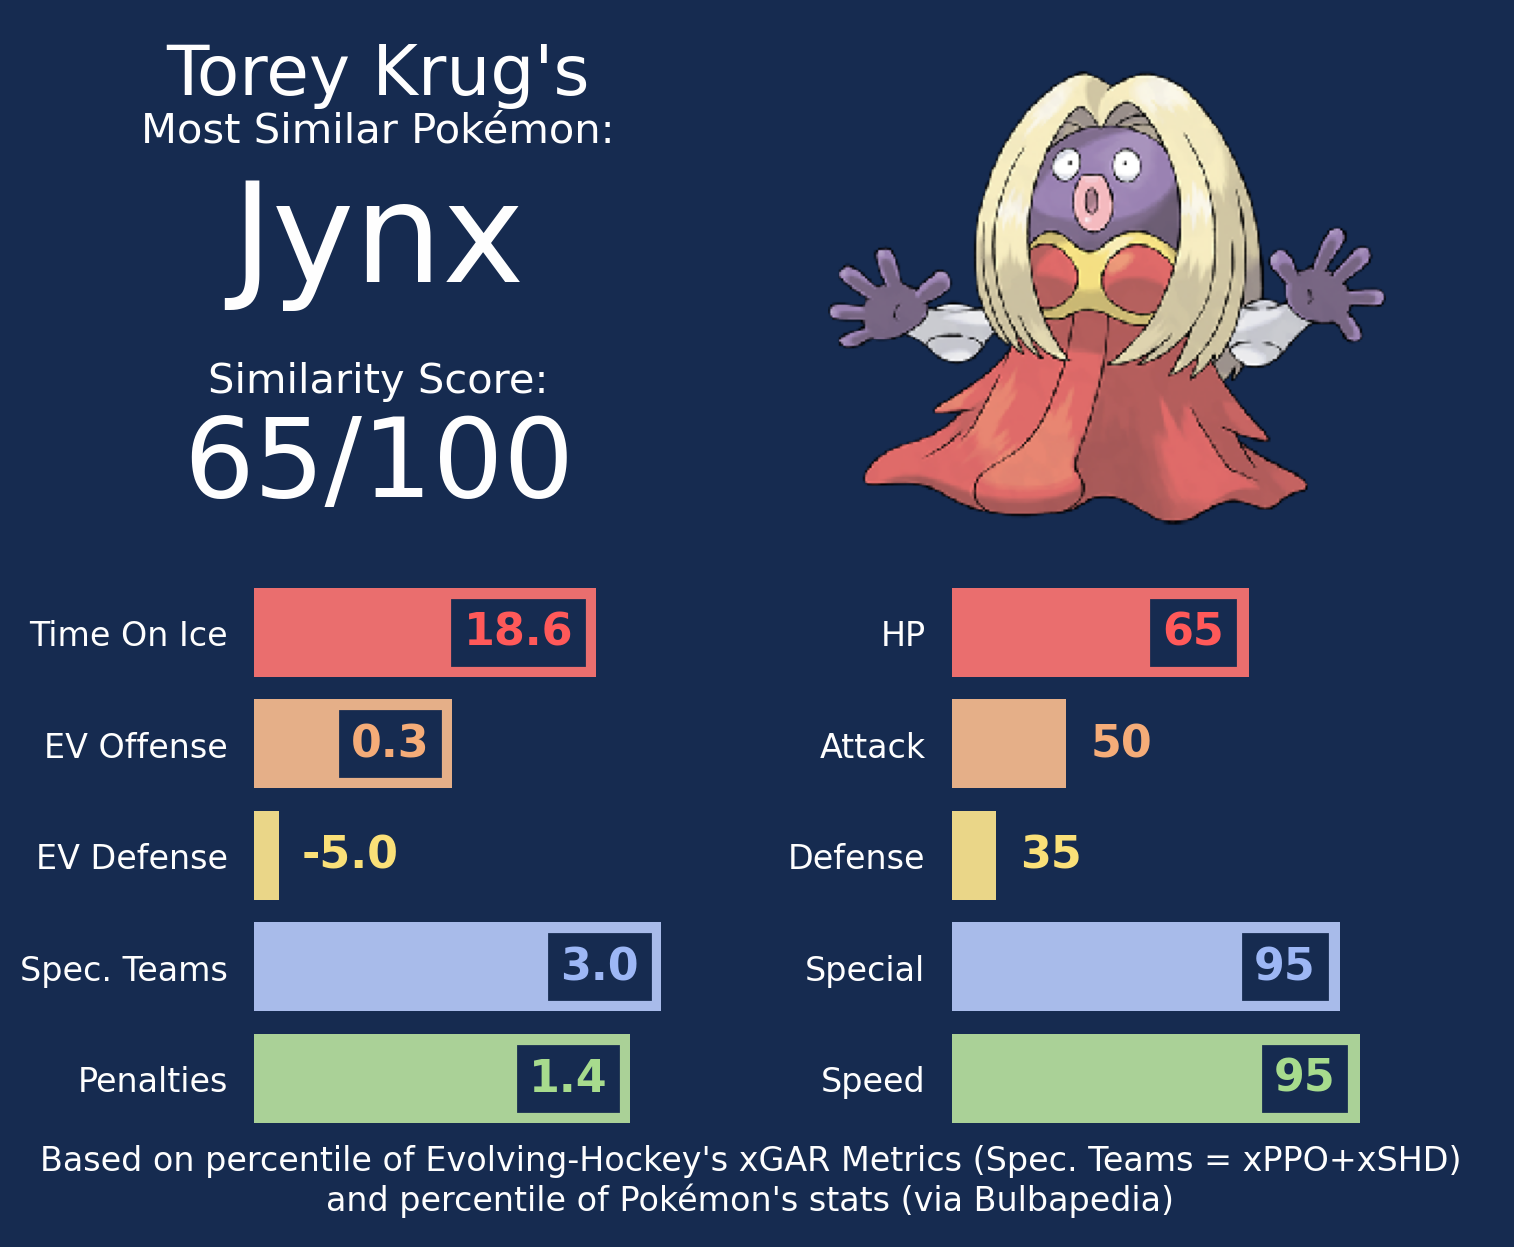 Torey Krug's
Most Similar Pokémon:
Jynx
Similarity Score:
65/100
Time On Ice 18.6
EV Offense 0.3
EV Defense -5.0
Spec. Teams 3.0
Penalties 1.4
HP 65
Attack 50
Defense 35
Special 95
Speed 95
Based on percentile of Evolving-Hockey's xGAR Metrics (Spec. Teams = xPPO+xSHD)
and percentile of Pokémon's stats (via Bulbapedia)